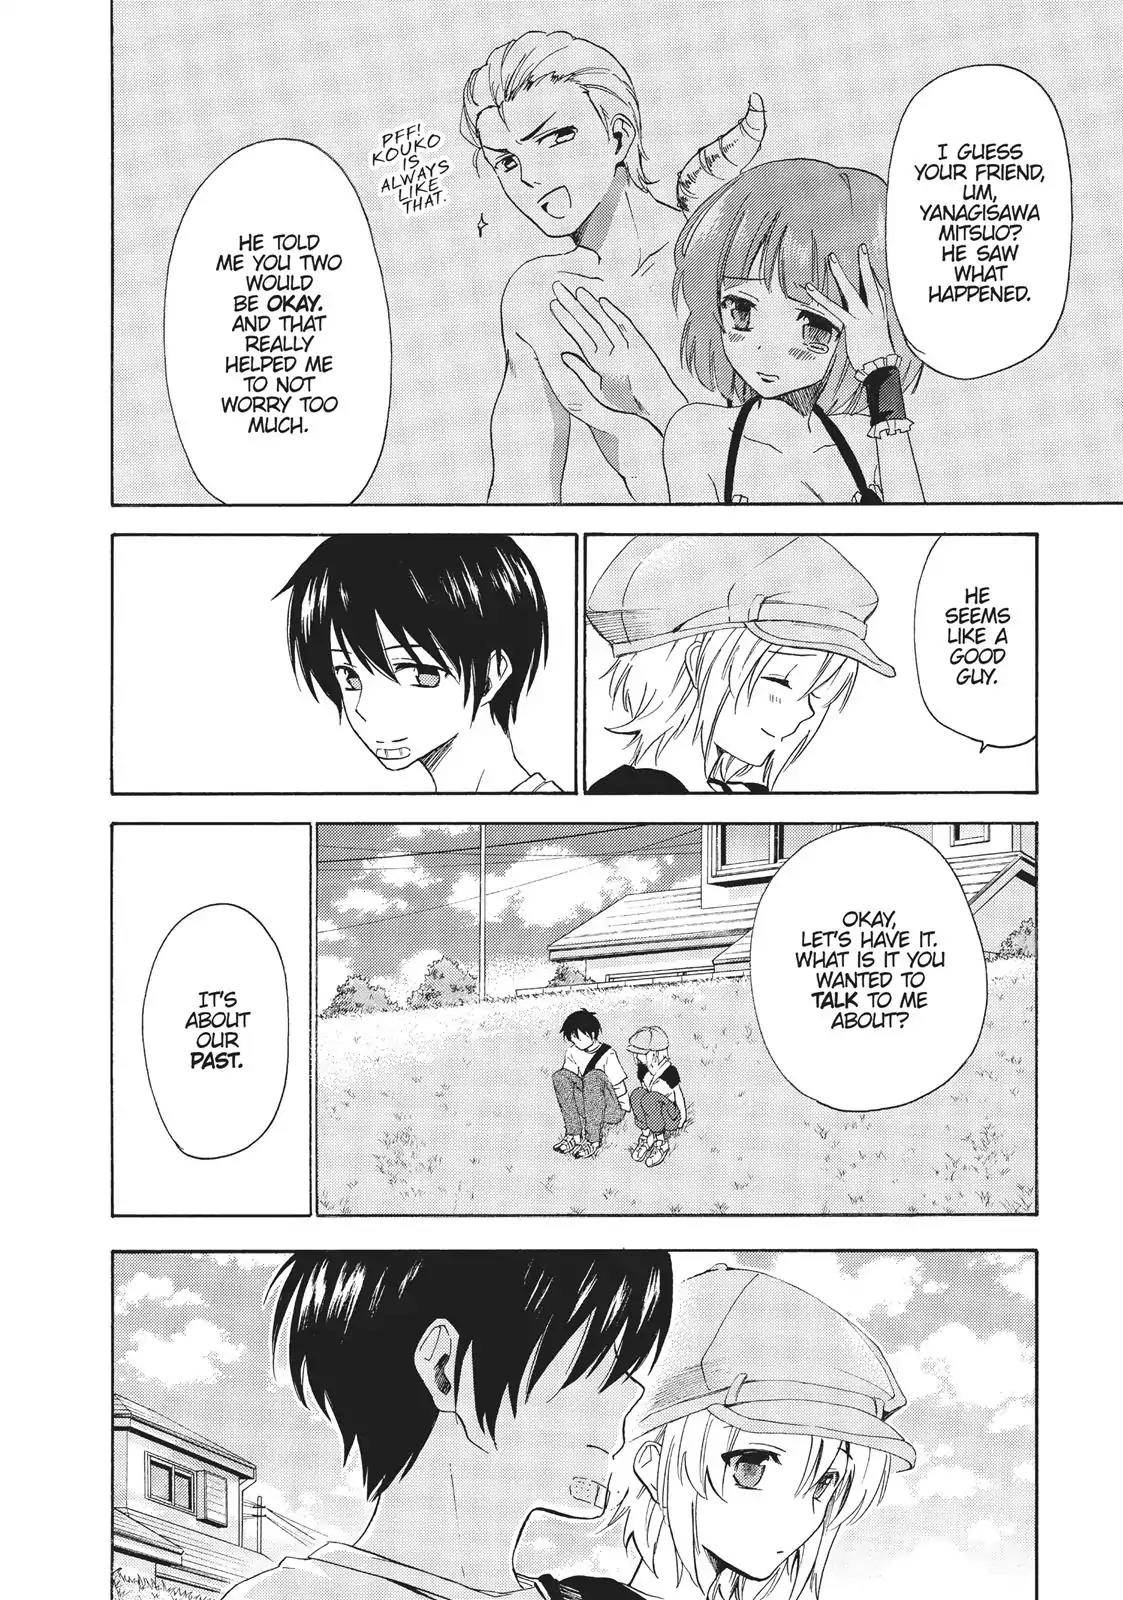 I GUESS
YOUR FRIEND,
UM,
YANAGISAWA
MITSUO?
HE SAW
WHAT
HAPPENED.
PFF!
KOUKO
IS
ALWAYS
LIKE
THAT.
HE TOLD
ME YOU TWO
WOULD
BE OKAY.
AND THAT
REALLY
HELPED ME
TO NOT
WORRY TOO
MUCH.
HE
SEEMS
LIKE A
GOOD
GUY.
OKAY,
LET'S HAVE IT.
WHAT IS IT YOU
WANTED TO
TALK TO ME
ABOUT?
IT'S
ABOUT
OUR
PAST.